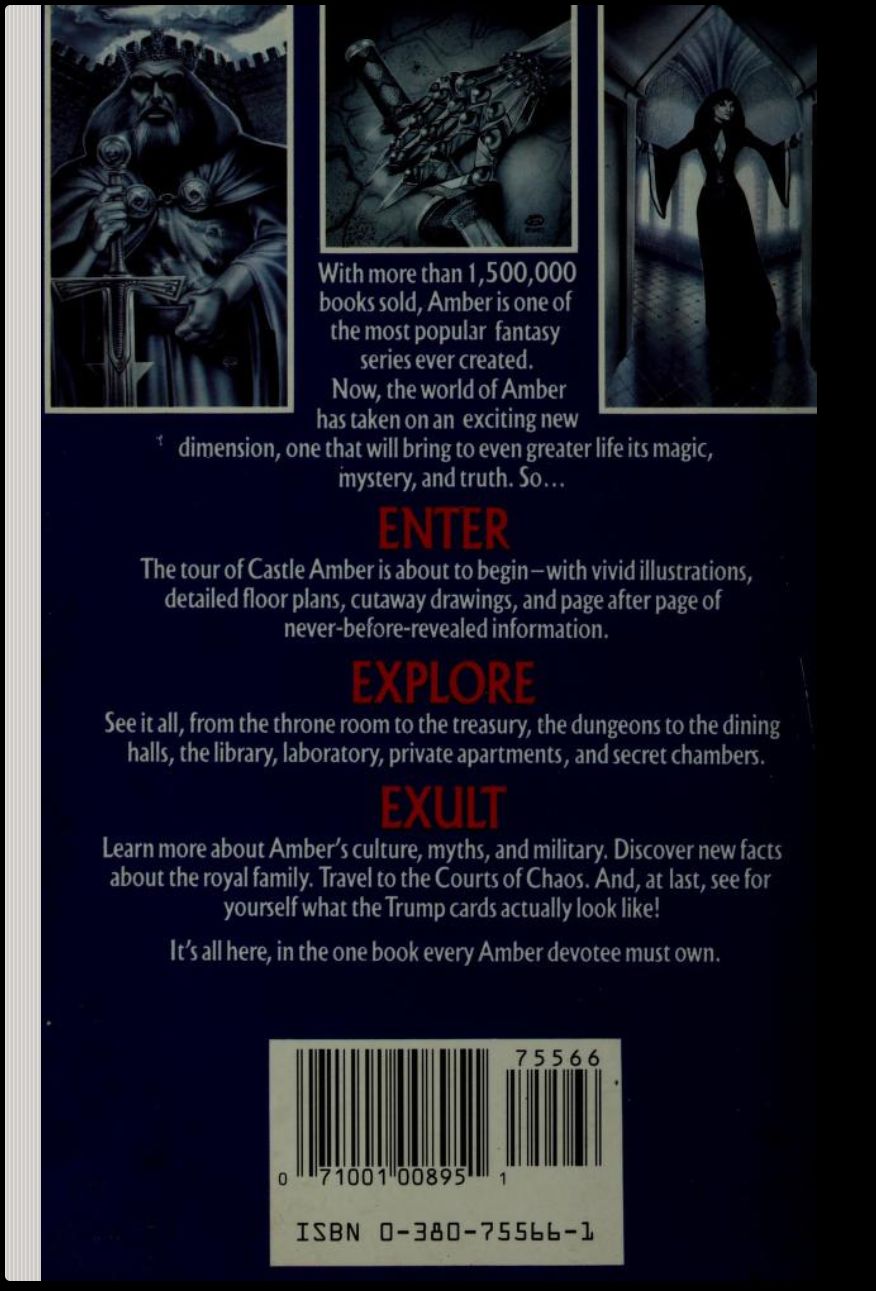 With more than 1,500,000
books sold, Amber is one of
the most popular fantasy
series ever created.
Now, the world of Amber
has taken on an exciting new
dimension, one that will bring to even greater life its magic,
mystery, and truth. So...
ENTER
The tour of Castle Amber is about to begin–with vivid illustrations,
detailed floor plans, cutaway drawings, and page after page of
never-before-revealed information.
EXPLORE
See it all, from the throne room to the treasury, the dungeons to the dining
halls, the library, laboratory, private apartments, and secret chambers.
EXULT
Learn more about Amber's culture, myths, and military. Discover new facts
about the royal family. Travel to the Courts of Chaos. And, at last, see for
yourself what the Trump cards actually look like!
It's all here, in the one book every Amber devotee must own.
75566
0 71001 00895 1
ISBN 0-380-75566-1